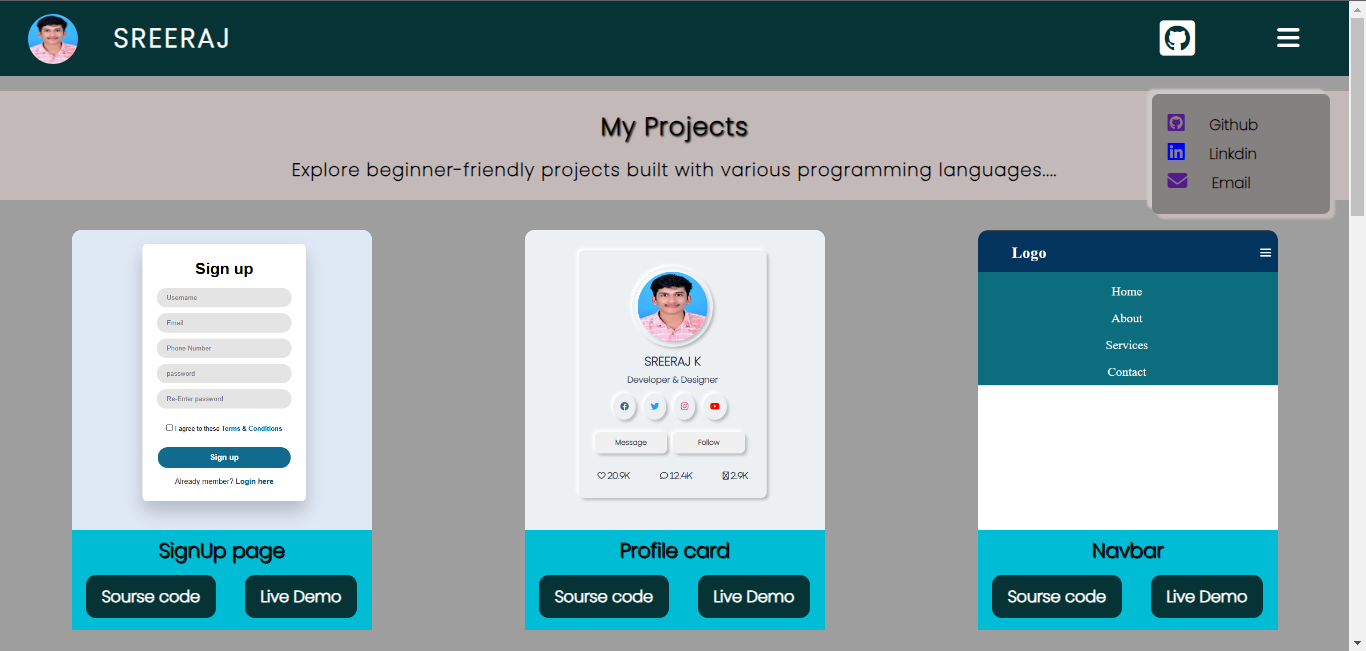 SREERAJ
My Projects
Explore beginner-friendly projects built with various programming languages....
Github
Linkdin
Email
Sign up
Username
Email
Phone Number
password
Re-Enter password
I agree to these Terms & Conditions
Sign up
Already member? Login here
SignUp page
Sourse code
Live Demo
SREERAJ K
Developer & Designer
Message
Follow
20.9K
12.4K
2.9K
Profile card
Sourse code
Live Demo
Logo
Home
About
Services
Contact
Navbar
Sourse code
Live Demo